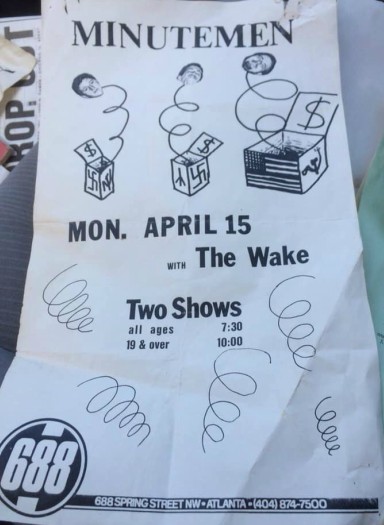 MINUTEMEN
$ $ $
MON. APRIL 15
WITH The Wake
Two Shows
all ages 7:30
19 & over 10:00
688
688 SPRING STREET NW • ATLANTA • (404) 874-7500